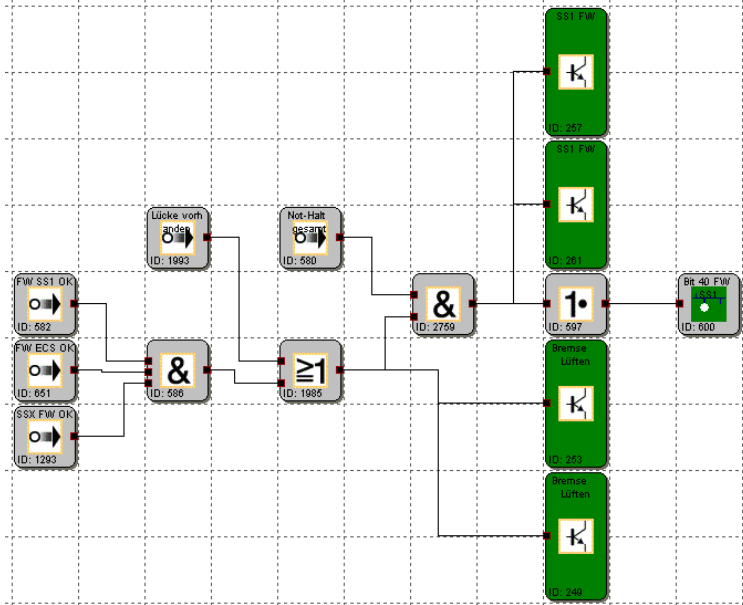 SS1 FW
ID: 257
SS1 FW
ID: 261
Lücke vorh
anden
ID: 1993
Not-Halt
gesamt
ID: 580
FW SS1 OK
ID: 582
&
ID: 2759
1•
ID: 597
Bit 40 FW
SS1
ID: 600
FW ECS OK
ID: 651
&
ID: 586
≧1
ID: 1985
Bremse
Lüften
ID: 253
SSX FW OK
ID: 1293
Bremse
Lüften
ID: 249